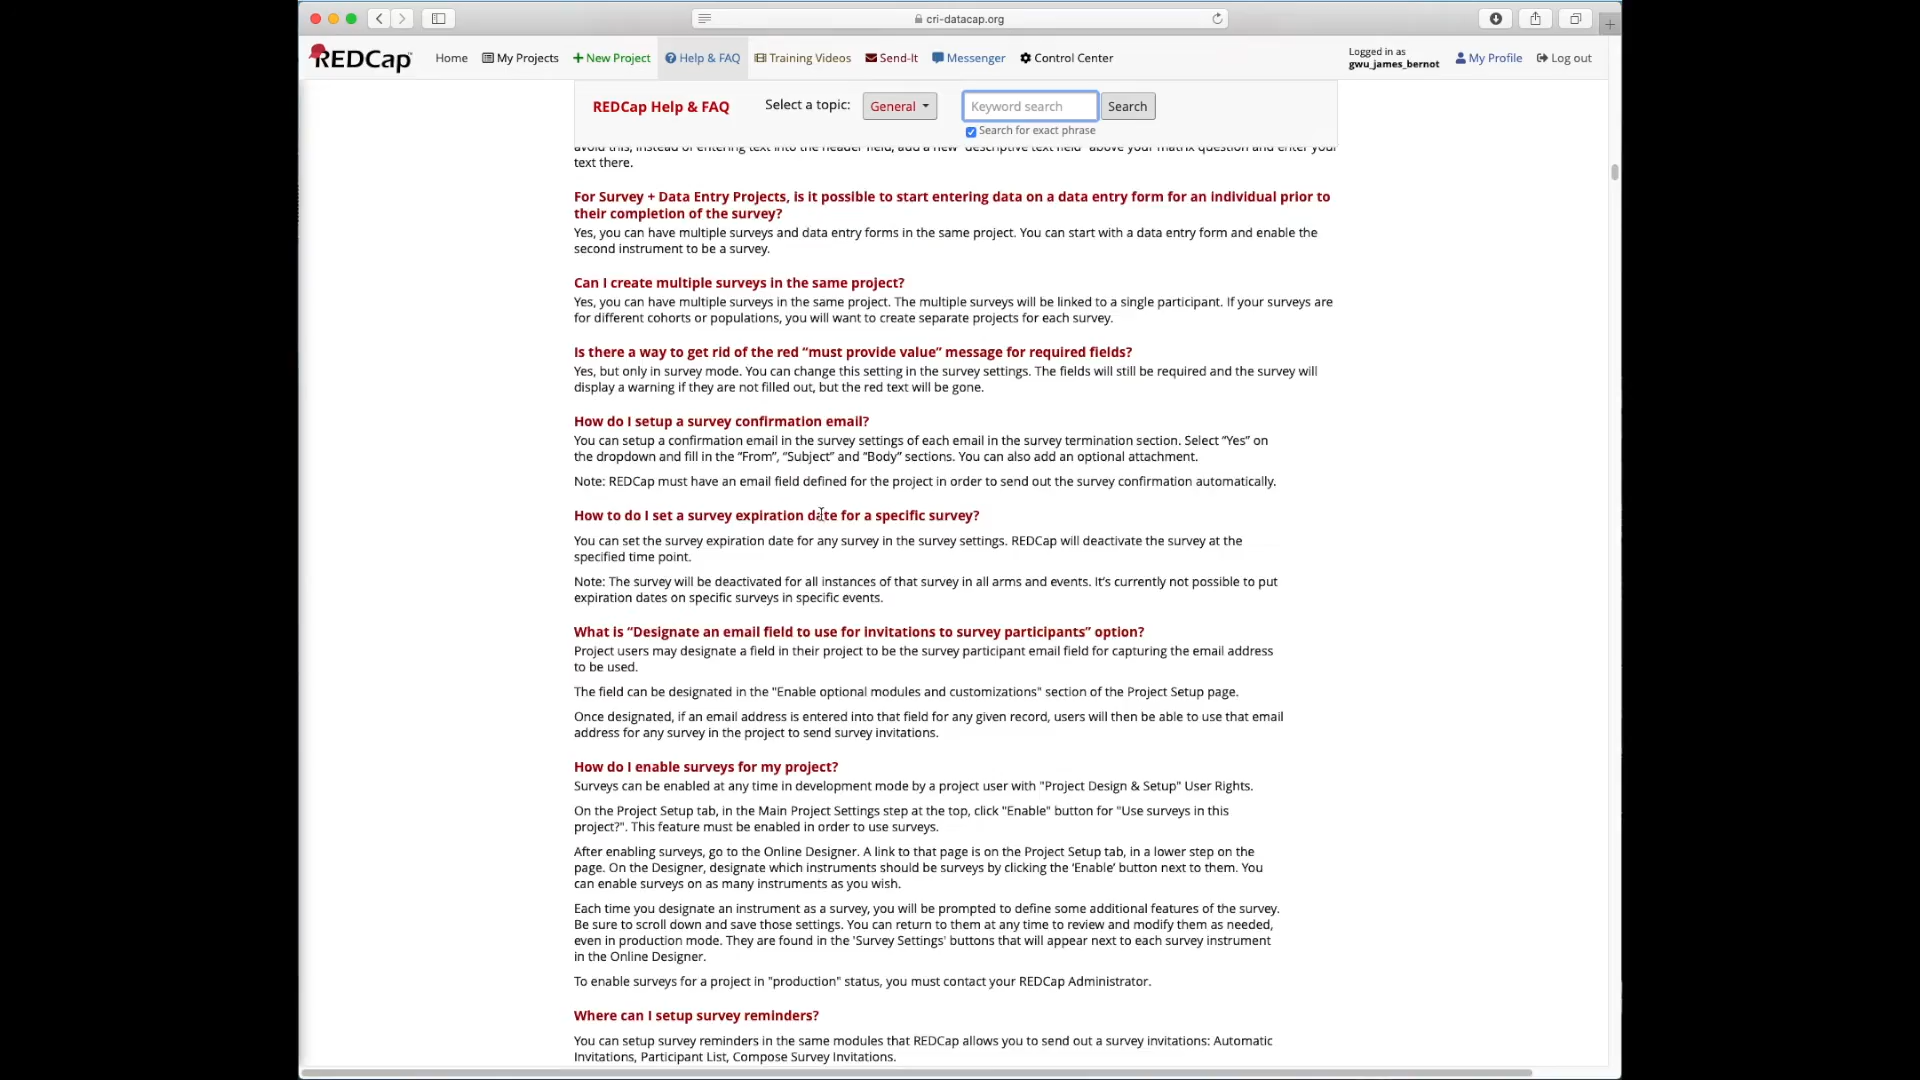 cri-datacap.org
REDCap
Home
My Projects
New Project
Help & FAQ
Training Videos
Send-It
Messenger
Control Center
Logged in as
gwu_james_bernot
My Profile
Log out
REDCap Help & FAQ
Select a topic:
General
Keyword search
Search
Search for exact phrase
avoid this, instead of entering text into the header field, add a new "descriptive text field" above your matrix question and enter your
text there.
For Survey + Data Entry Projects, is it possible to start entering data on a data entry form for an individual prior to
their completion of the survey?
Yes, you can have multiple surveys and data entry forms in the same project. You can start with a data entry form and enable the
second instrument to be a survey.
Can I create multiple surveys in the same project?
Yes, you can have multiple surveys in the same project. The multiple surveys will be linked to a single participant. If your surveys are
for different cohorts or populations, you will want to create separate projects for each survey.
Is there a way to get rid of the red “must provide value” message for required fields?
Yes, but only in survey mode. You can change this setting in the survey settings. The fields will still be required and the survey will
display a warning if they are not filled out, but the red text will be gone.
How do I setup a survey confirmation email?
You can setup a confirmation email in the survey settings of each email in the survey termination section. Select “Yes” on
the dropdown and fill in the “From”, “Subject” and “Body” sections. You can also add an optional attachment.
Note: REDCap must have an email field defined for the project in order to send out the survey confirmation automatically.
How to do I set a survey expiration date for a specific survey?
You can set the survey expiration date for any survey in the survey settings. REDCap will deactivate the survey at the
specified time point.
Note: The survey will be deactivated for all instances of that survey in all arms and events. It’s currently not possible to put
expiration dates on specific surveys in specific events.
What is “Designate an email field to use for invitations to survey participants” option?
Project users may designate a field in their project to be the survey participant email field for capturing the email address
to be used.
The field can be designated in the "Enable optional modules and customizations" section of the Project Setup page.
Once designated, if an email address is entered into that field for any given record, users will then be able to use that email
address for any survey in the project to send survey invitations.
How do I enable surveys for my project?
Surveys can be enabled at any time in development mode by a project user with "Project Design & Setup" User Rights.
On the Project Setup tab, in the Main Project Settings step at the top, click "Enable" button for "Use surveys in this
project?". This feature must be enabled in order to use surveys.
After enabling surveys, go to the Online Designer. A link to that page is on the Project Setup tab, in a lower step on the
page. On the Designer, designate which instruments should be surveys by clicking the ‘Enable’ button next to them. You
can enable surveys on as many instruments as you wish.
Each time you designate an instrument as a survey, you will be prompted to define some additional features of the survey.
Be sure to scroll down and save those settings. You can return to them at any time to review and modify them as needed,
even in production mode. They are found in the 'Survey Settings' buttons that will appear next to each survey instrument
in the Online Designer.
To enable surveys for a project in "production" status, you must contact your REDCap Administrator.
Where can I setup survey reminders?
You can setup survey reminders in the same modules that REDCap allows you to send out a survey invitations: Automatic
Invitations, Participant List, Compose Survey Invitations.